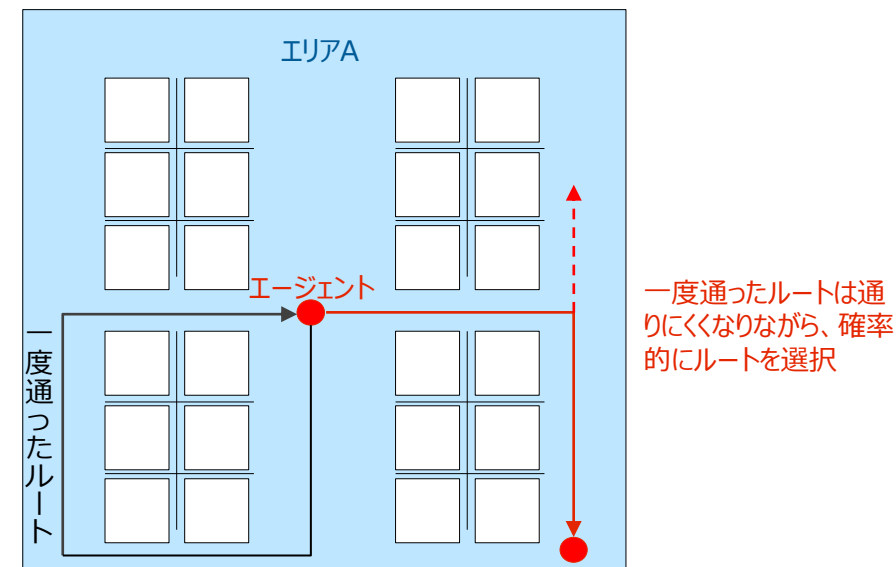 エリアA
エージェント
一度通ったルート
一度通ったルートは通
りにくくなりながら、確率
的にルートを選択